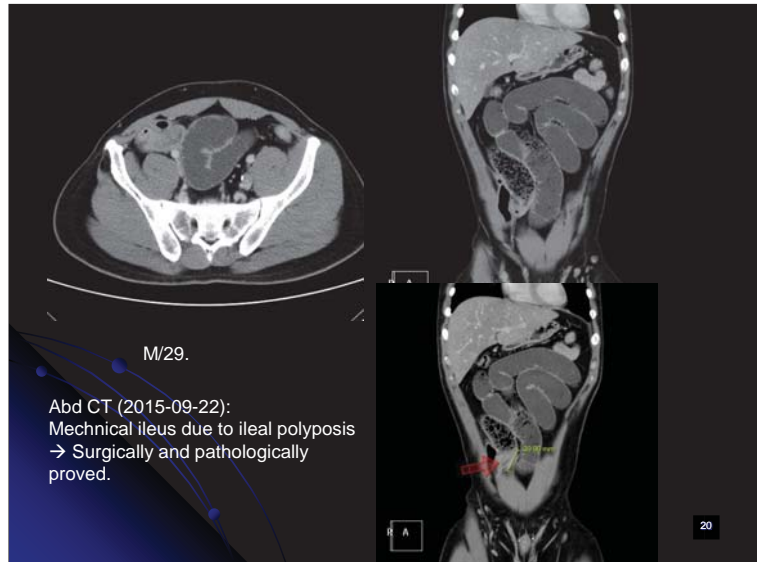 M/29.
Abd CT (2015-09-22):
Mechnical ileus due to ileal polyposis
→ Surgically and pathologically
proved.
R A
20